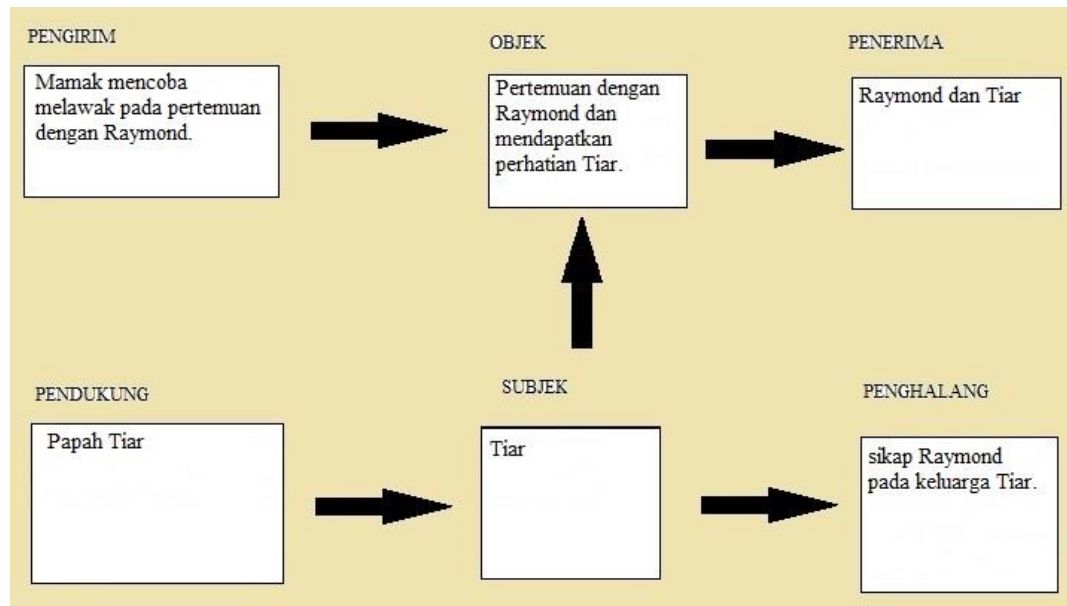 PENGIRIM
Mamak mencoba
melawak pada pertemuan
dengan Raymond.
OBJEK
Pertemuan dengan
Raymond dan
mendapatkan
perhatian Tiar.
PENERIMA
Raymond dan Tiar
PENDUKUNG
Papah Tiar
SUBJEK
Tiar
PENGHALANG
sikap Raymond
pada keluarga Tiar.